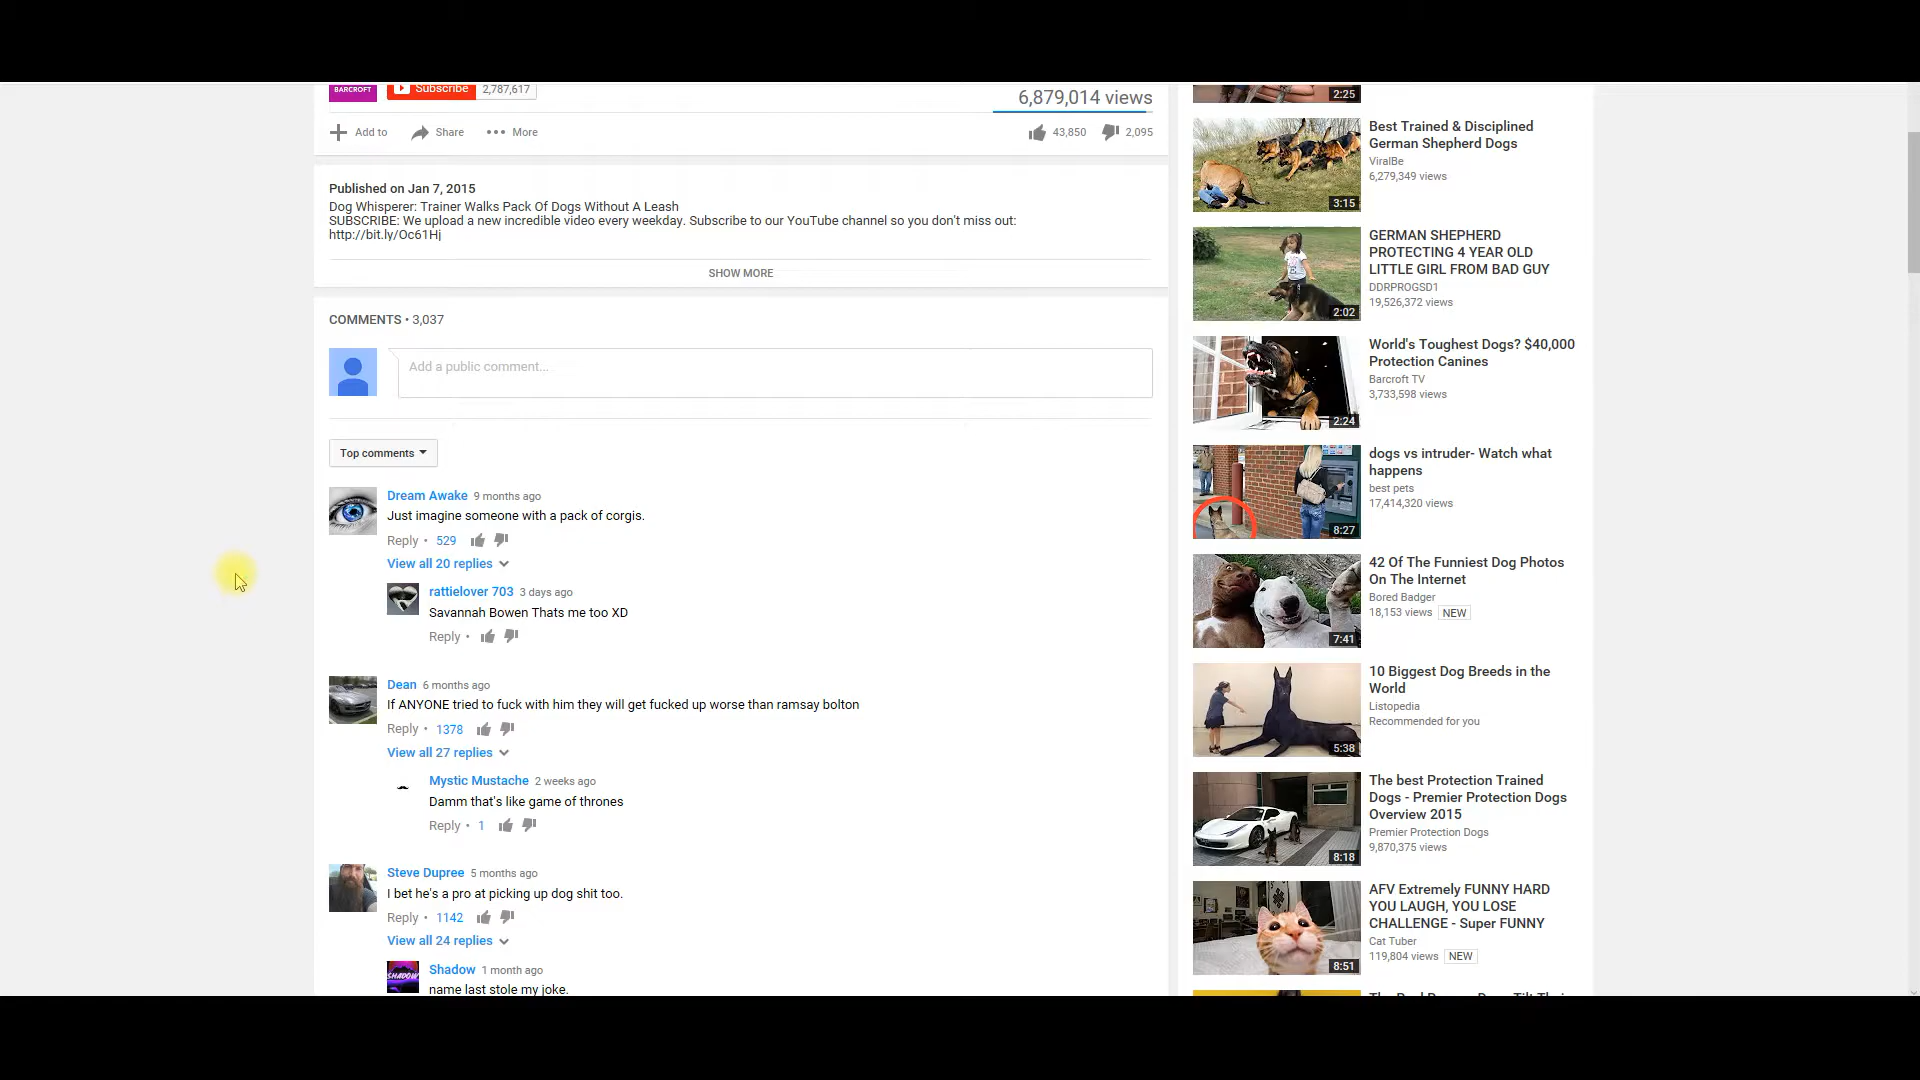 BARCROFT
Subscribe 2,787,617
6,879,014 views
Add to Share More
43,850 2,095
Published on Jan 7, 2015
Dog Whisperer: Trainer Walks Pack Of Dogs Without A Leash
SUBSCRIBE: We upload a new incredible video every weekday. Subscribe to our YouTube channel so you don't miss out:
http://bit.ly/Oc61Hj
SHOW MORE
COMMENTS • 3,037
Add a public comment...
Top comments
Dream Awake 9 months ago
Just imagine someone with a pack of corgis.
Reply • 529
View all 20 replies
rattielover 703 3 days ago
Savannah Bowen Thats me too XD
Reply •
Dean 6 months ago
If ANYONE tried to fuck with him they will get fucked up worse than ramsay bolton
Reply • 1378
View all 27 replies
Mystic Mustache 2 weeks ago
Damm that's like game of thrones
Reply • 1
Steve Dupree 5 months ago
I bet he's a pro at picking up dog shit too.
Reply • 1142
View all 24 replies
SHADOW
Shadow 1 month ago
name last stole my joke.
2:25
Best Trained & Disciplined
German Shepherd Dogs
ViralBe
6,279,349 views
3:15
GERMAN SHEPHERD
PROTECTING 4 YEAR OLD
LITTLE GIRL FROM BAD GUY
DDRPROGSD1
19,526,372 views
2:02
World's Toughest Dogs? $40,000
Protection Canines
Barcroft TV
3,733,598 views
2:24
dogs vs intruder- Watch what
happens
best pets
17,414,320 views
8:27
42 Of The Funniest Dog Photos
On The Internet
Bored Badger
18,153 views NEW
7:41
10 Biggest Dog Breeds in the
World
Listopedia
Recommended for you
5:38
The best Protection Trained
Dogs - Premier Protection Dogs
Overview 2015
Premier Protection Dogs
9,870,375 views
8:18
AFV Extremely FUNNY HARD
YOU LAUGH, YOU LOSE
CHALLENGE - Super FUNNY
Cat Tuber
119,804 views NEW
8:51